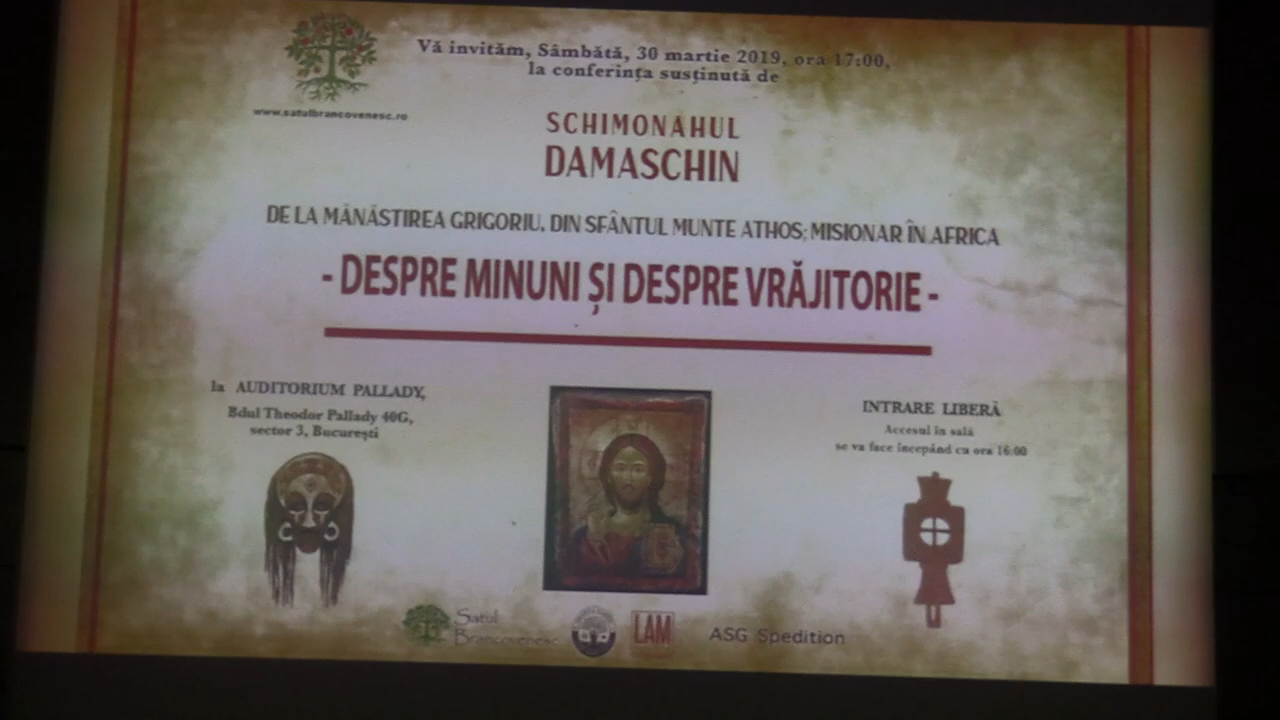 Vă invităm, Sâmbătă, 30 martie 2019, ora 17:00,
la conferința susținută de
www.satulbrancovenesc.ro
SCHIMONAHUL
DAMASCHIN
DE LA MĂNĂSTIREA GRIGORIU, DIN SFÂNTUL MUNTE ATHOS; MISIONAR ÎN AFRICA
- DESPRE MINUNI ȘI DESPRE VRĂJITORIE -
la AUDITORIUM PALLADY,
Bdul Theodor Pallady 40G,
sector 3, București
INTRARE LIBERĂ
Accesul în sală
se va face începând cu ora 16:00
Satul
Brancovenesc
LAM
ASG Spedition